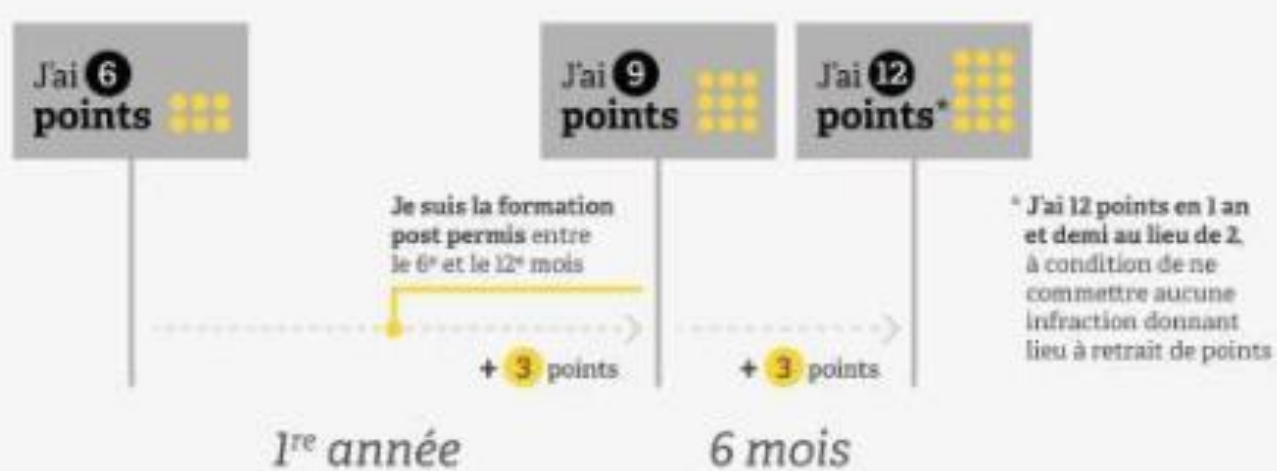 J'ai 6
points
J'ai 9
points
J'ai 12
points*
Je suis la formation
post permis entre
le 6e et le 12e mois
* J'ai 12 points en 1 an
et demi au lieu de 2,
à condition de ne
commettre aucune
infraction donnant
lieu à retrait de points
+ 3 points
+ 3 points
1re année
6 mois